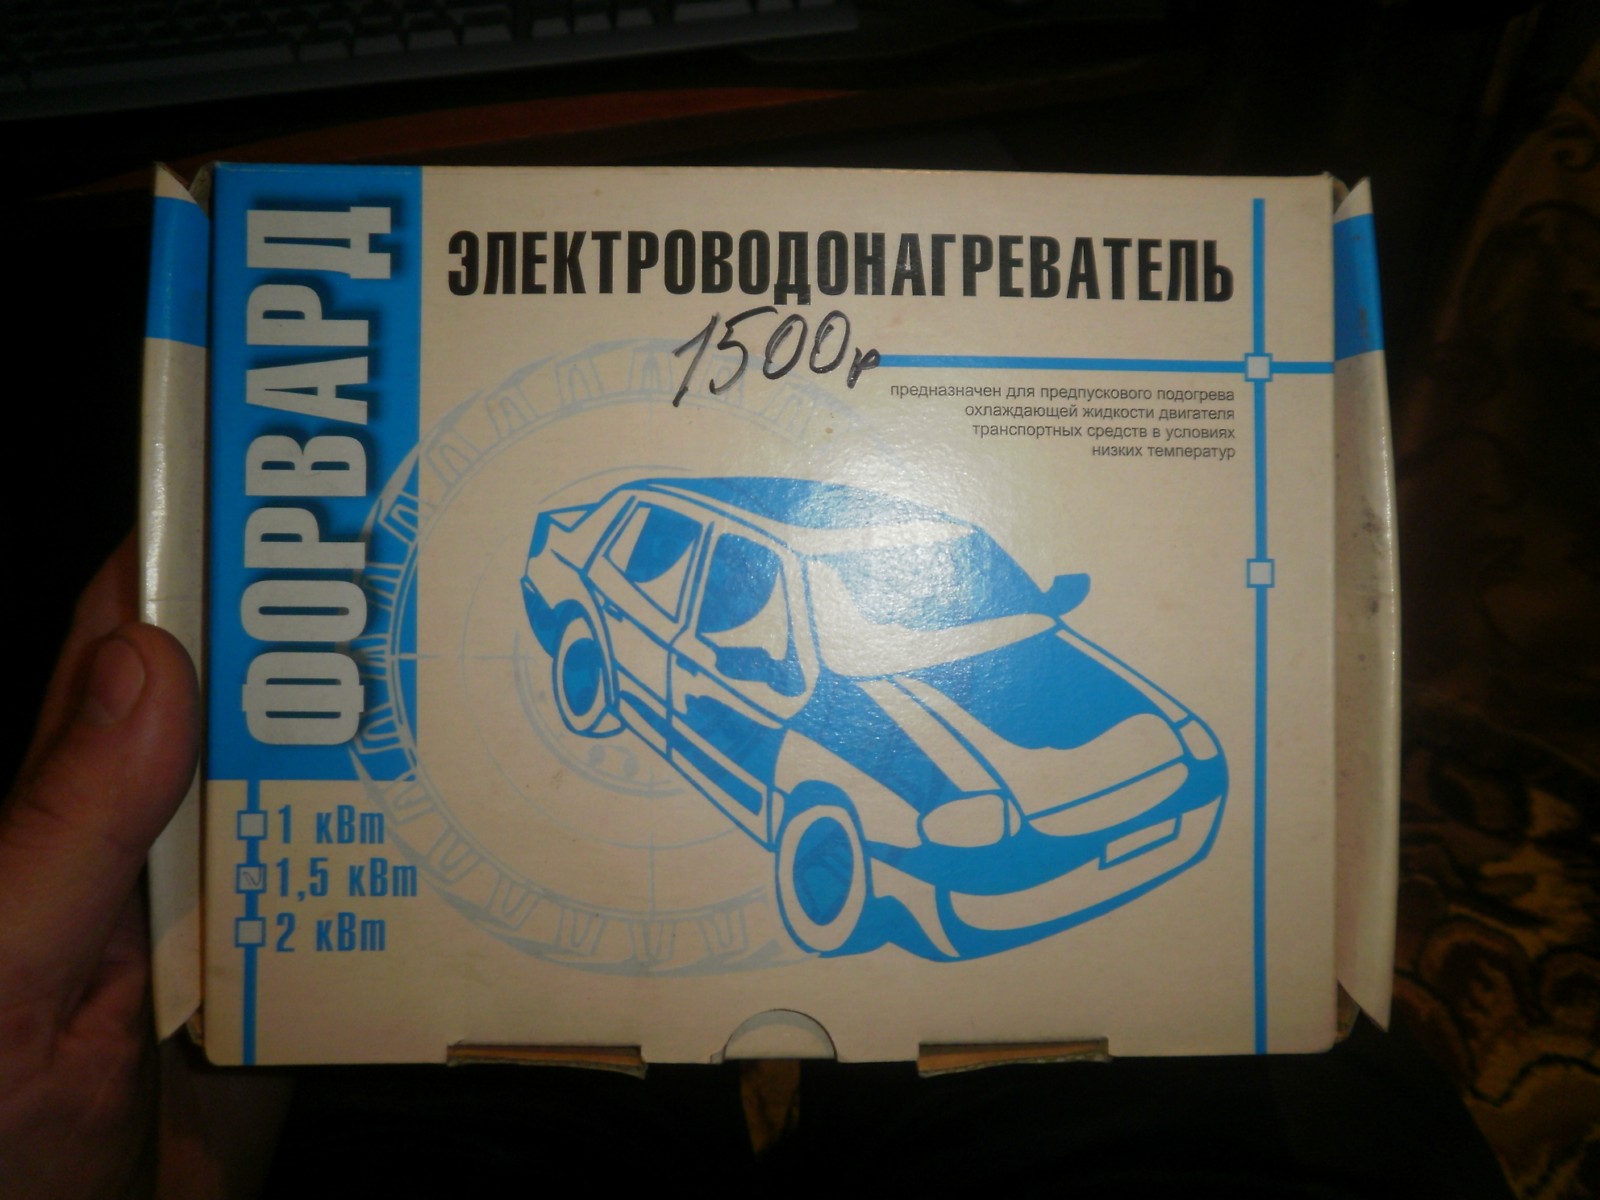 ФОРВАРД
ЭЛЕКТРОВОДОНАГРЕВАТЕЛЬ
1500р
предназначен для предпускового подогрева
охлаждающей жидкости двигателя
транспортных средств в условиях
низких температур
1 кВт
1,5 кВт
2 кВт